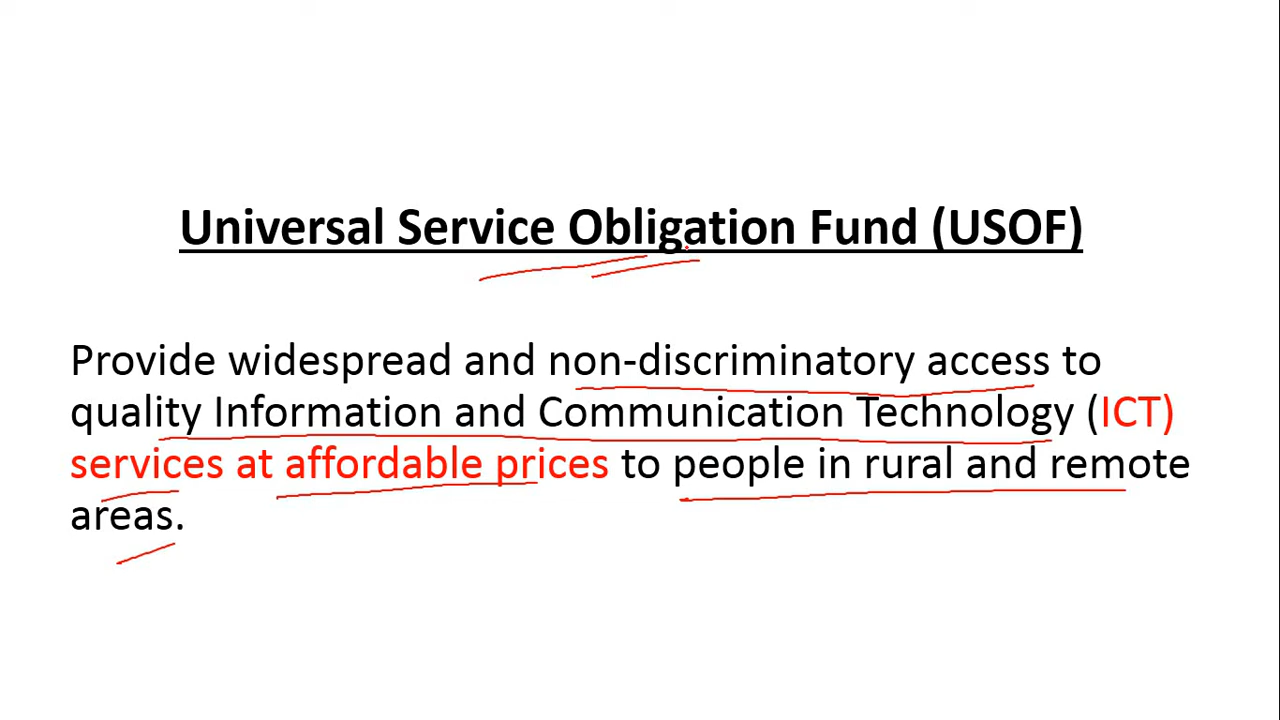 Universal Service Obligation Fund (USOF)
Provide widespread and non-discriminatory access to
quality Information and Communication Technology (ICT)
services at affordable prices to people in rural and remote
areas.